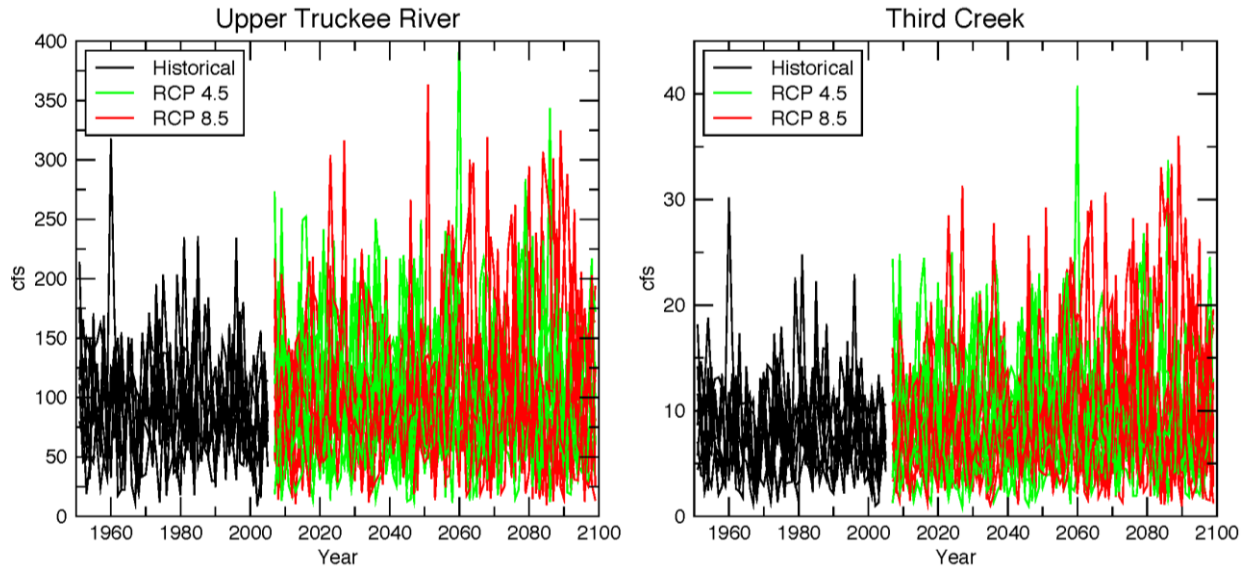 Upper Truckee River
400
350
300
250
200
150
100
50
0
cfs
Historical
RCP 4.5
RCP 8.5
1960 1980 2000 2020 2040 2060 2080 2100
Year
Third Creek
40
30
20
10
0
cfs
Historical
RCP 4.5
RCP 8.5
1960 1980 2000 2020 2040 2060 2080 2100
Year